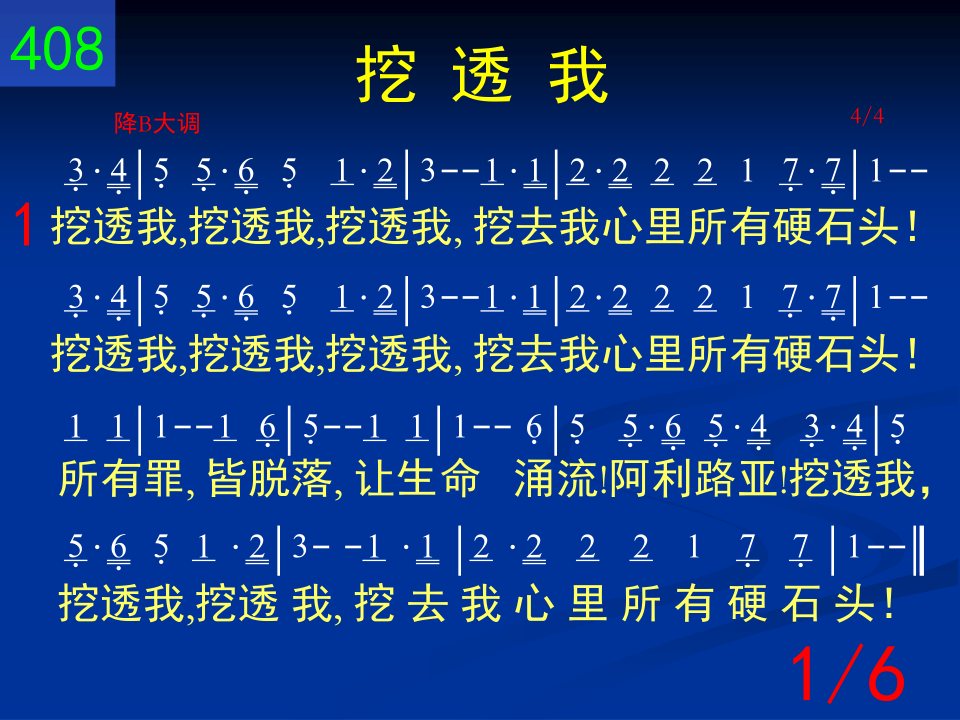 408
挖 透 我
降B大调
4/4
3·4|5 5·6 5 1·2|3--1·1|2·2 2 2 1 7·7|1--
1
挖透我,挖透我,挖透我, 挖去我心里所有硬石头!
3·4|5 5·6 5 1·2|3--1·1|2·2 2 2 1 7·7|1--
挖透我,挖透我,挖透我, 挖去我心里所有硬石头!
1 1|1--1 6|5--1 1|1-- 6|5 5·6 5·4 3·4|5
所有罪, 皆脱落, 让生命 涌流!阿利路亚!挖透我,
5·6 5 1 ·2|3- -1 ·1 |2 ·2 2 2 1 7 7 |1--‖
挖透我,挖透 我, 挖 去 我 心 里 所 有 硬 石 头!
1/6